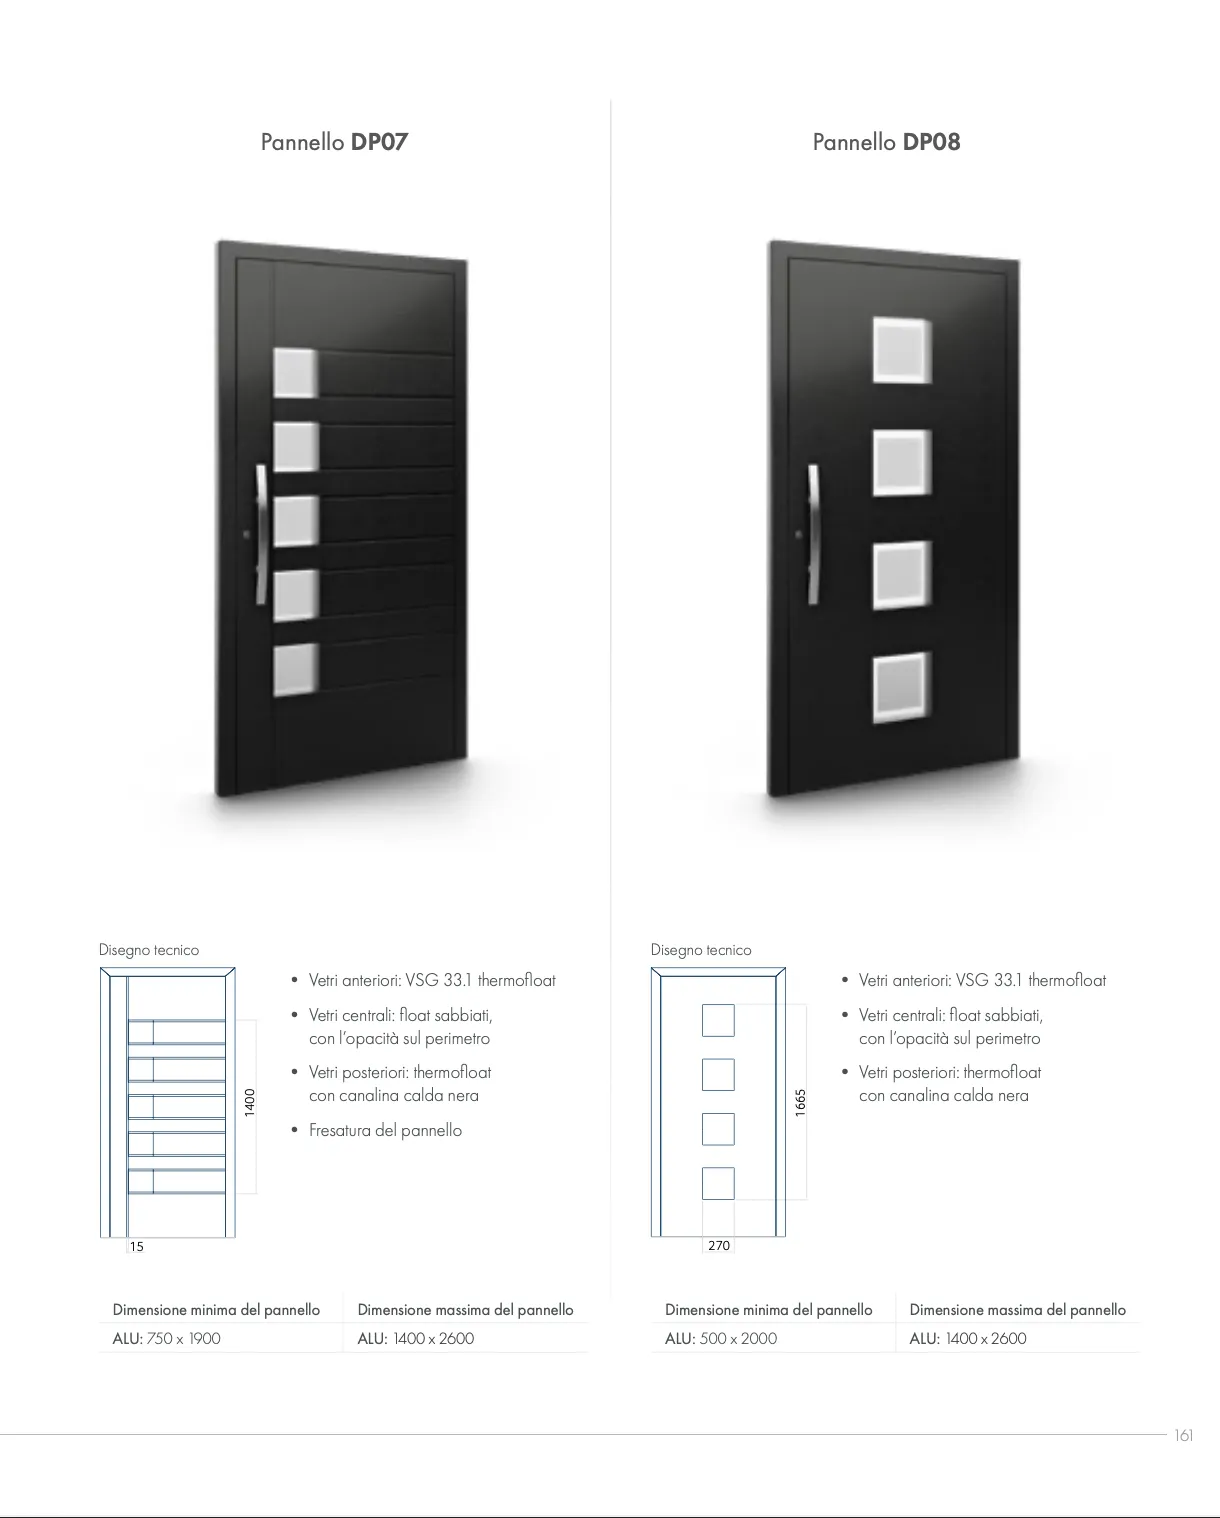 Pannello DP07
Disegno tecnico
1400
15
• Vetri anteriori: VSG 33.1 thermofloat
• Vetri centrali: float sabbiati,
con l’opacità sul perimetro
• Vetri posteriori: thermofloat
con canalina calda nera
• Fresatura del pannello
Dimensione minima del pannello
Dimensione massima del pannello
ALU: 750 x 1900
ALU: 1400 x 2600
Pannello DP08
Disegno tecnico
1665
270
• Vetri anteriori: VSG 33.1 thermofloat
• Vetri centrali: float sabbiati,
con l’opacità sul perimetro
• Vetri posteriori: thermofloat
con canalina calda nera
Dimensione minima del pannello
Dimensione massima del pannello
ALU: 500 x 2000
ALU: 1400 x 2600
161